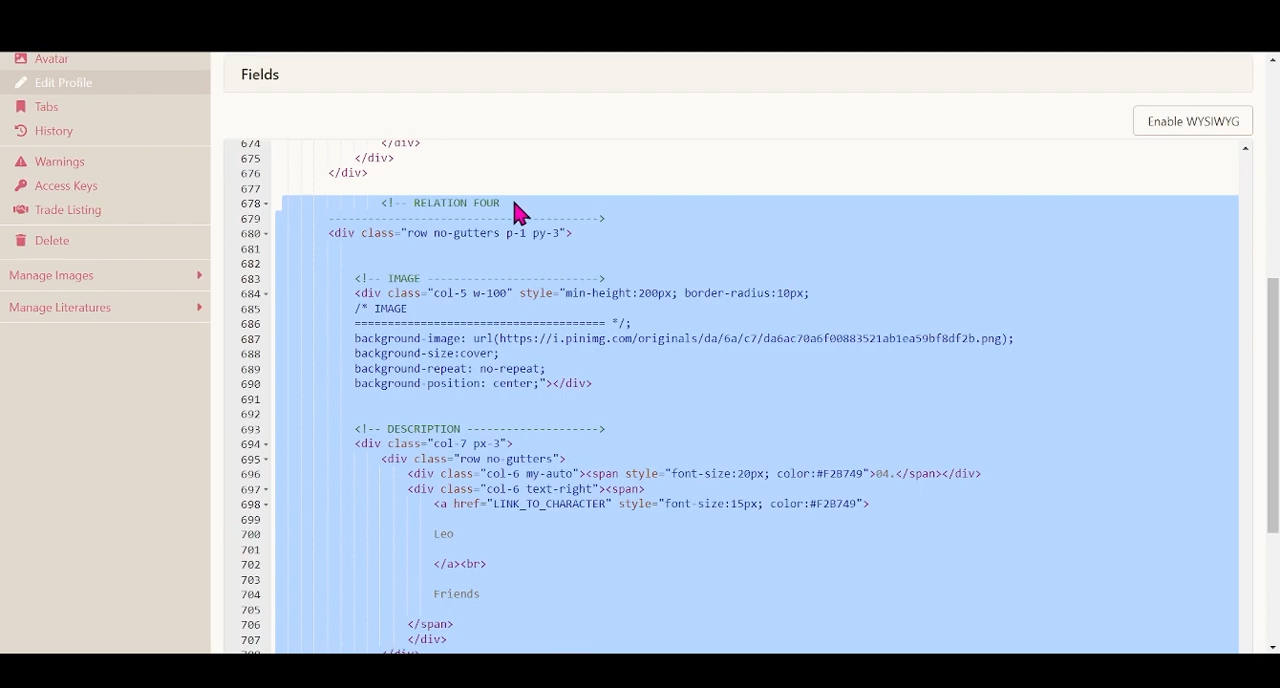 Avatar
Edit Profile
Tabs
History
Warnings
Access Keys
Trade Listing
Delete
Manage Images
Manage Literatures
Fields
Enable WYSIWYG
674 </div>
675 </div>
676 </div>
677
678 <!-- RELATION FOUR
679 ----------------------------------------->
680 <div class="row no-gutters p-1 py-3">
681
682
683 <!-- IMAGE -------------------------->
684 <div class="col-5 w-100" style="min-height:200px; border-radius:10px;
685 /* IMAGE
686 ====================================== */;
687 background-image: url(https://i.pinimg.com/originals/da/6a/c7/da6ac70a6f00883521ab1ea59bf8df2b.png);
688 background-size:cover;
689 background-repeat: no-repeat;
690 background-position: center;"></div>
691
692
693 <!-- DESCRIPTION -------------------->
694 <div class="col-7 px-3">
695 <div class="row no-gutters">
696 <div class="col-6 my-auto"><span style="font-size:20px; color:#F2B749">04.</span></div>
697 <div class="col-6 text-right"><span>
698 <a href="LINK_TO_CHARACTER" style="font-size:15px; color:#F2B749">
699
700 Leo
701
702 </a><br>
703
704 Friends
705
706 </span>
707 </div>
708 </div>